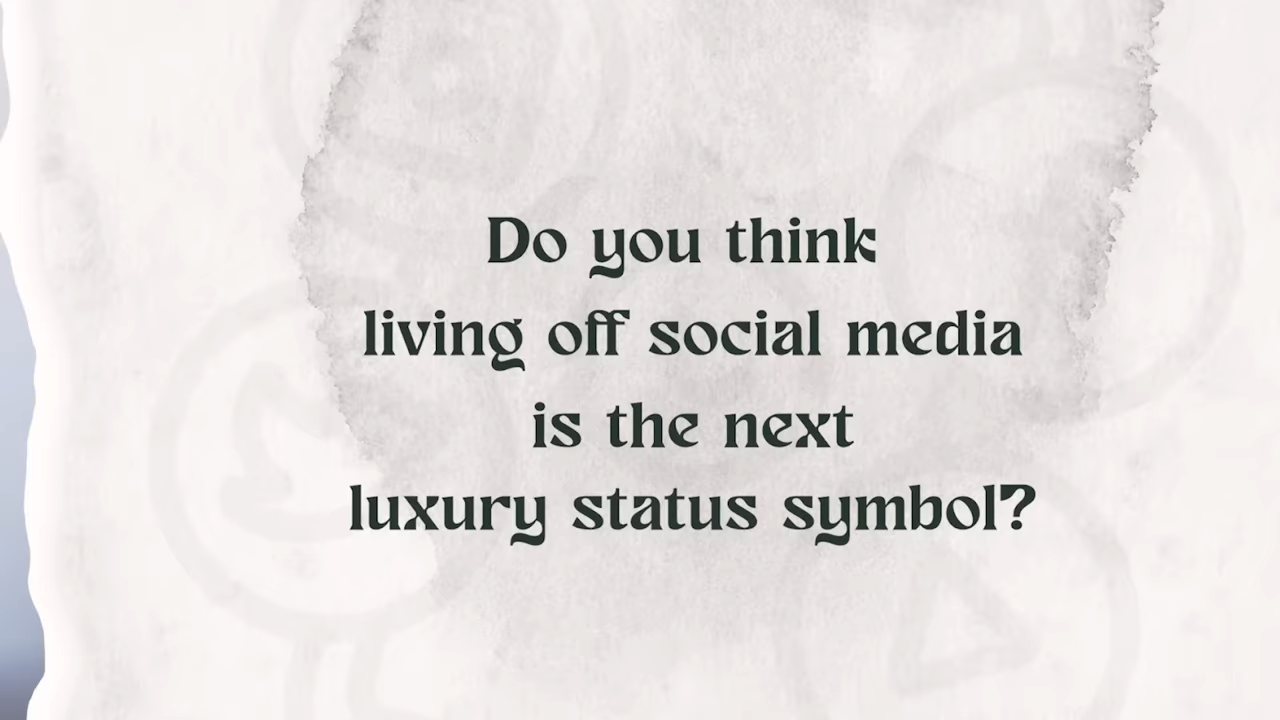 Do you think
living off social media
is the next
luxury status symbol?